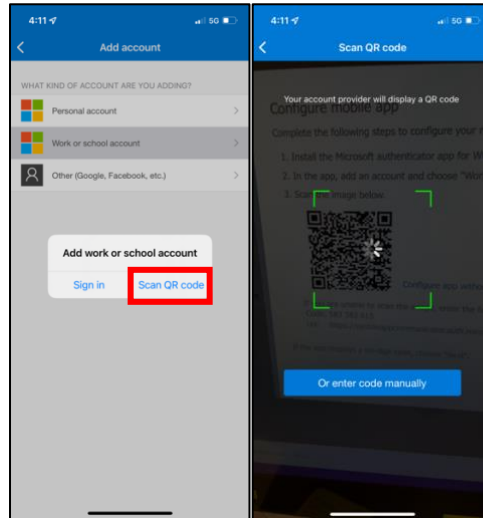 4:11
5G
Add account
WHAT KIND OF ACCOUNT ARE YOU ADDING?
Personal account
Work or school account
Other (Google, Facebook, etc.)
Add work or school account
Sign in
Scan QR code
4:11
5G
Scan QR code
Your account provider will display a QR code
Configure mobile app
Complete the following steps to configure your
1. Install the Microsoft authenticator app for W
2. In the app, add an account and choose "Wor
3. Scan the image below.
Configure app withou
Or enter code manually